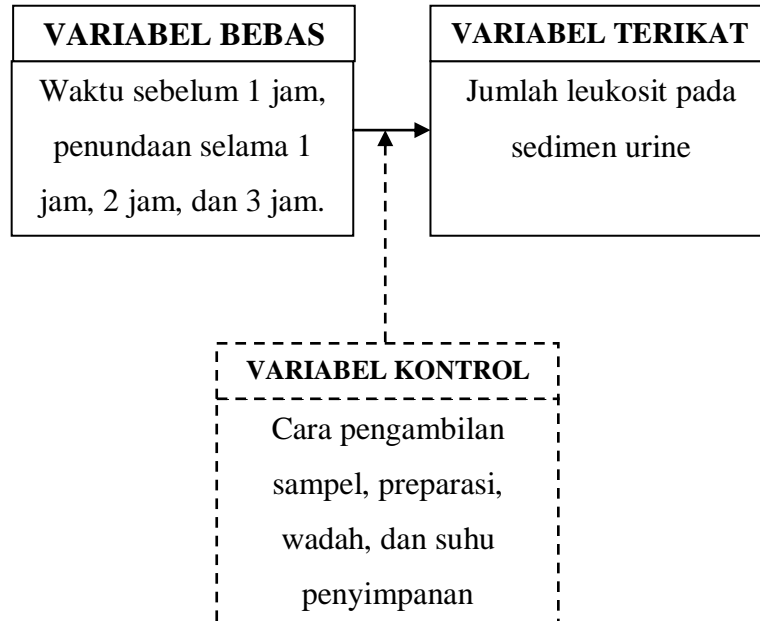 VARIABEL BEBAS
Waktu sebelum 1 jam,
penundaan selama 1
jam, 2 jam, dan 3 jam.
VARIABEL TERIKAT
Jumlah leukosit pada
sedimen urine
VARIABEL KONTROL
Cara pengambilan
sampel, preparasi,
wadah, dan suhu
penyimpanan